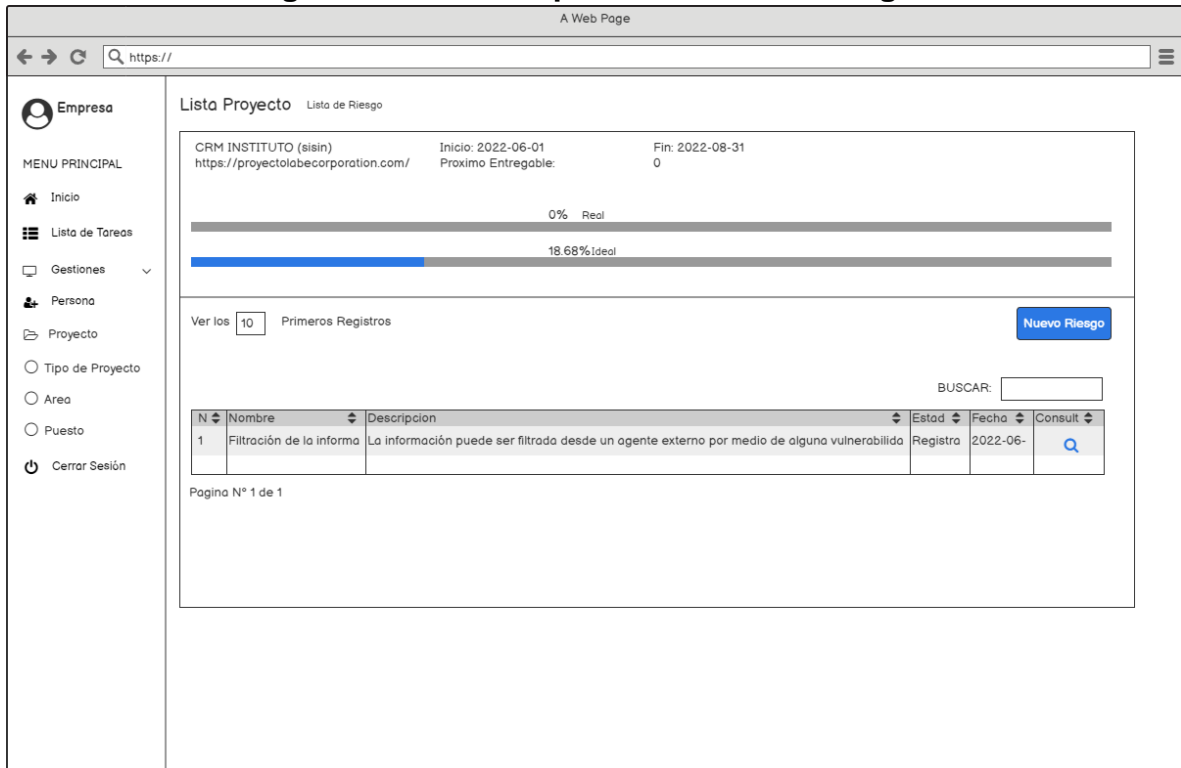 A Web Page
https://
Empresa
MENU PRINCIPAL
Inicio
Lista de Tareas
Gestiones
Persona
Proyecto
Tipo de Proyecto
Area
Puesto
Cerrar Sesión
Lista Proyecto Lista de Riesgo
CRM INSTITUTO (sisin) Inicio: 2022-06-01 Fin: 2022-08-31
https://proyectolabecorporation.com/ Proximo Entregable: 0
0% Real
18.68% Ideal
Ver los 10 Primeros Registros
Nuevo Riesgo
BUSCAR:
N Nombre Descripcion Estad Fecha Consult
1 Filtración de la informa La información puede ser filtrada desde un agente externo por medio de alguna vulnerabilida Registra 2022-06-
Pagina N° 1 de 1